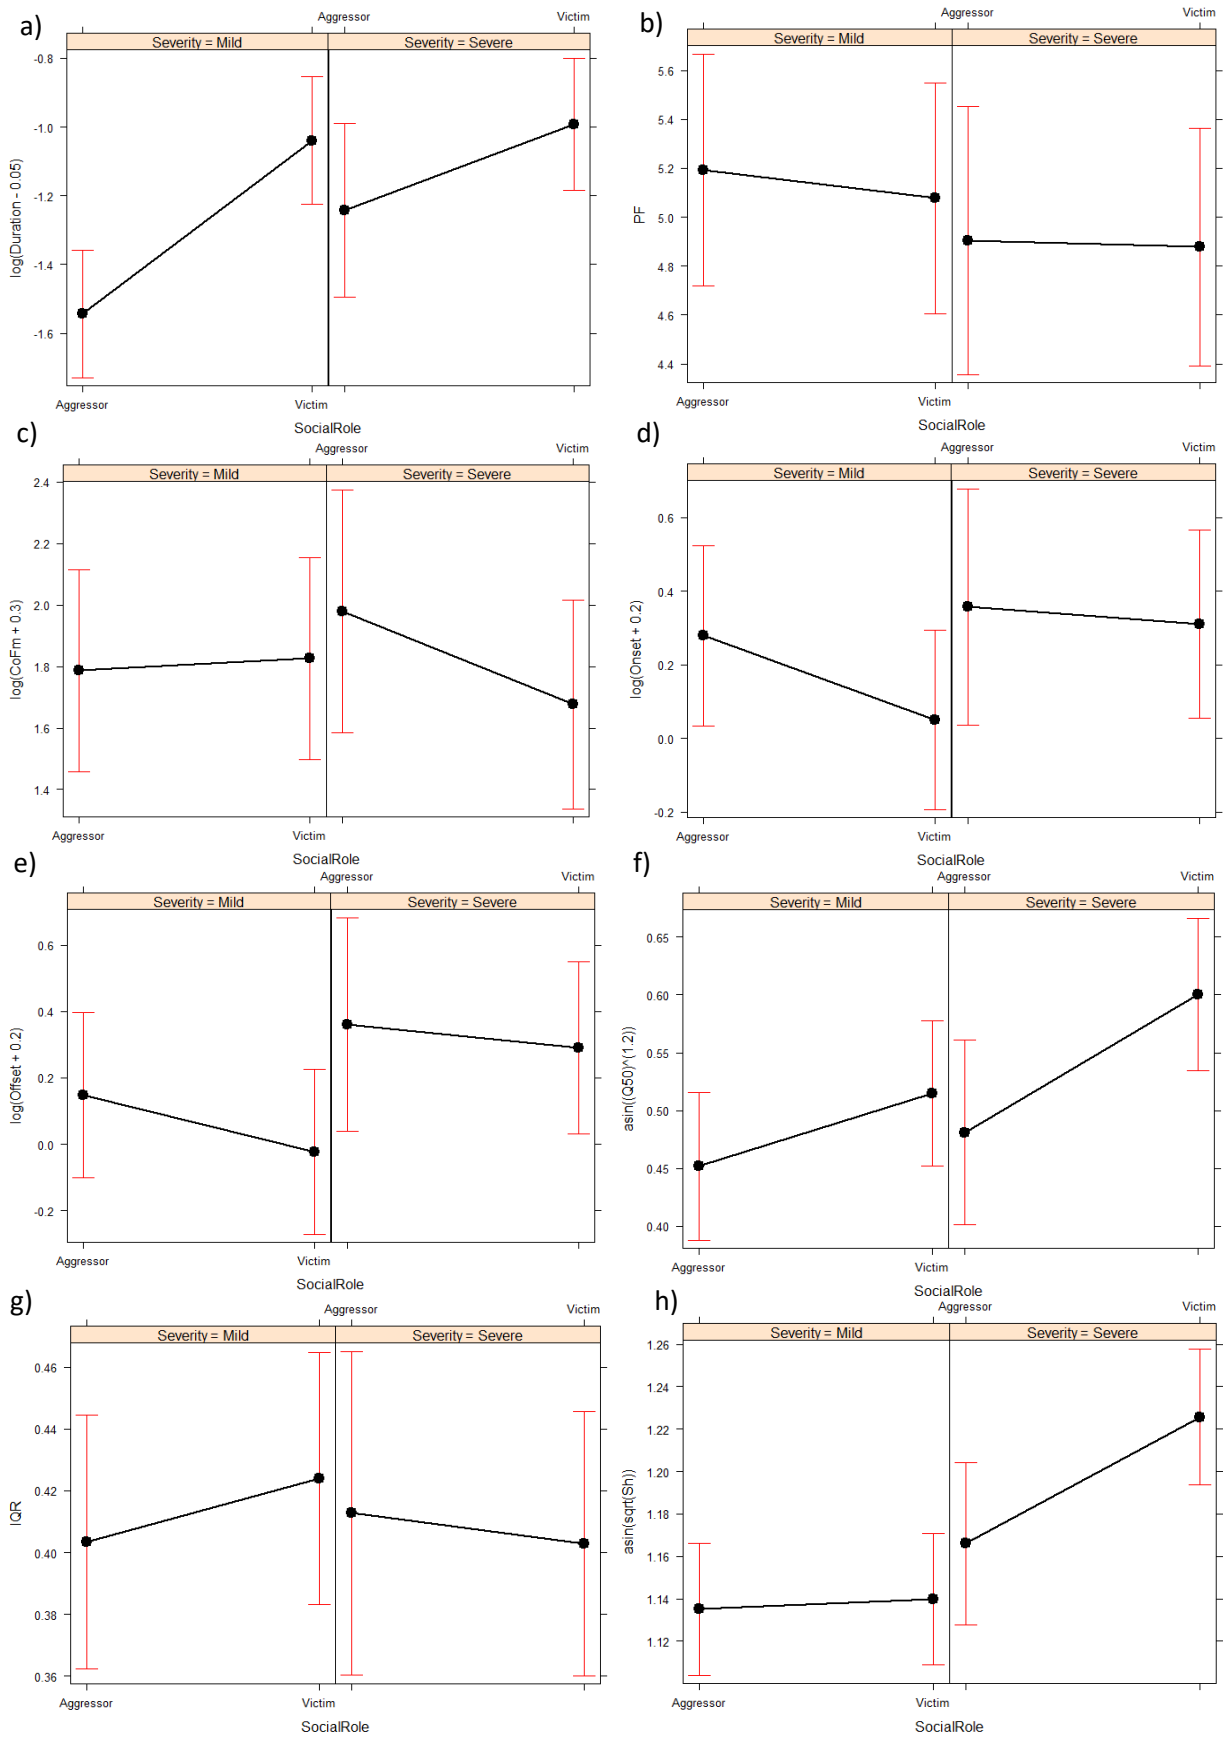 a)
Aggressor Victim
Severity = Mild Severity = Severe
-0.8
-1.0
-1.2
-1.4
-1.6
log(Duration - 0.05)
Aggressor Victim
SocialRole
b)
Aggressor Victim
Severity = Mild Severity = Severe
5.6
5.4
5.2
5.0
4.8
4.6
4.4
PF
Aggressor Victim
SocialRole
c)
Aggressor Victim
Severity = Mild Severity = Severe
2.4
2.2
2.0
1.8
1.6
1.4
log(CoFm + 0.3)
Aggressor Victim
SocialRole
d)
Aggressor Victim
Severity = Mild Severity = Severe
0.6
0.4
0.2
0.0
-0.2
log(Onset + 0.2)
Aggressor Victim
SocialRole
e)
Aggressor Victim
Severity = Mild Severity = Severe
0.6
0.4
0.2
0.0
-0.2
log(Offset + 0.2)
Aggressor Victim
SocialRole
f)
Aggressor Victim
Severity = Mild Severity = Severe
0.65
0.60
0.55
0.50
0.45
0.40
asin((Q50)^(1.2))
Aggressor Victim
SocialRole
g)
Aggressor Victim
Severity = Mild Severity = Severe
0.46
0.44
0.42
0.40
0.38
0.36
IQR
Aggressor Victim
SocialRole
h)
Aggressor Victim
Severity = Mild Severity = Severe
1.26
1.24
1.22
1.20
1.18
1.16
1.14
1.12
asin(sqrt(Sh))
Aggressor Victim
SocialRole